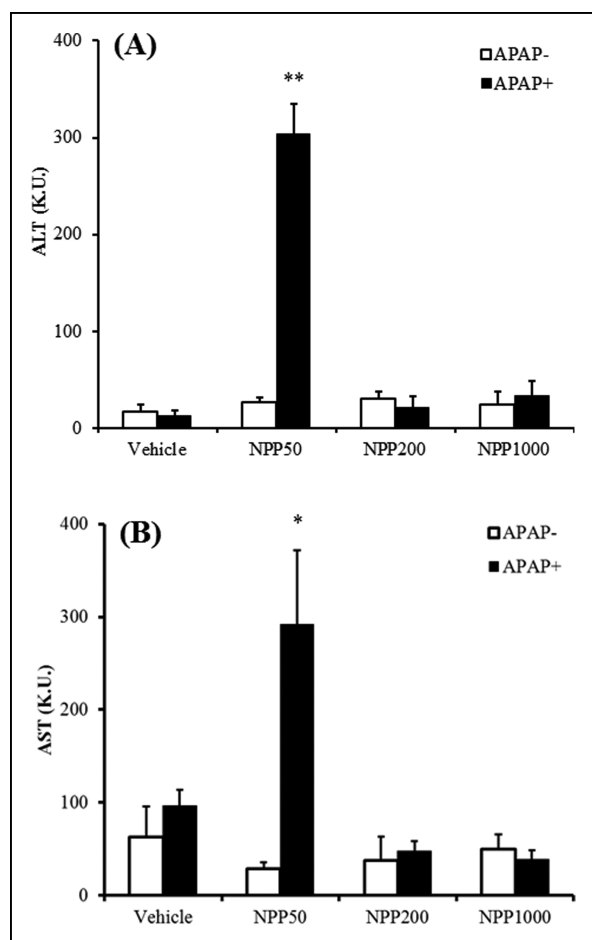 (A)
400
300
200
100
0
ALT (K.U.)
APAP-
APAP+
**
Vehicle NPP50 NPP200 NPP1000
(B)
400
300
200
100
0
AST (K.U.)
APAP-
APAP+
*
Vehicle NPP50 NPP200 NPP1000